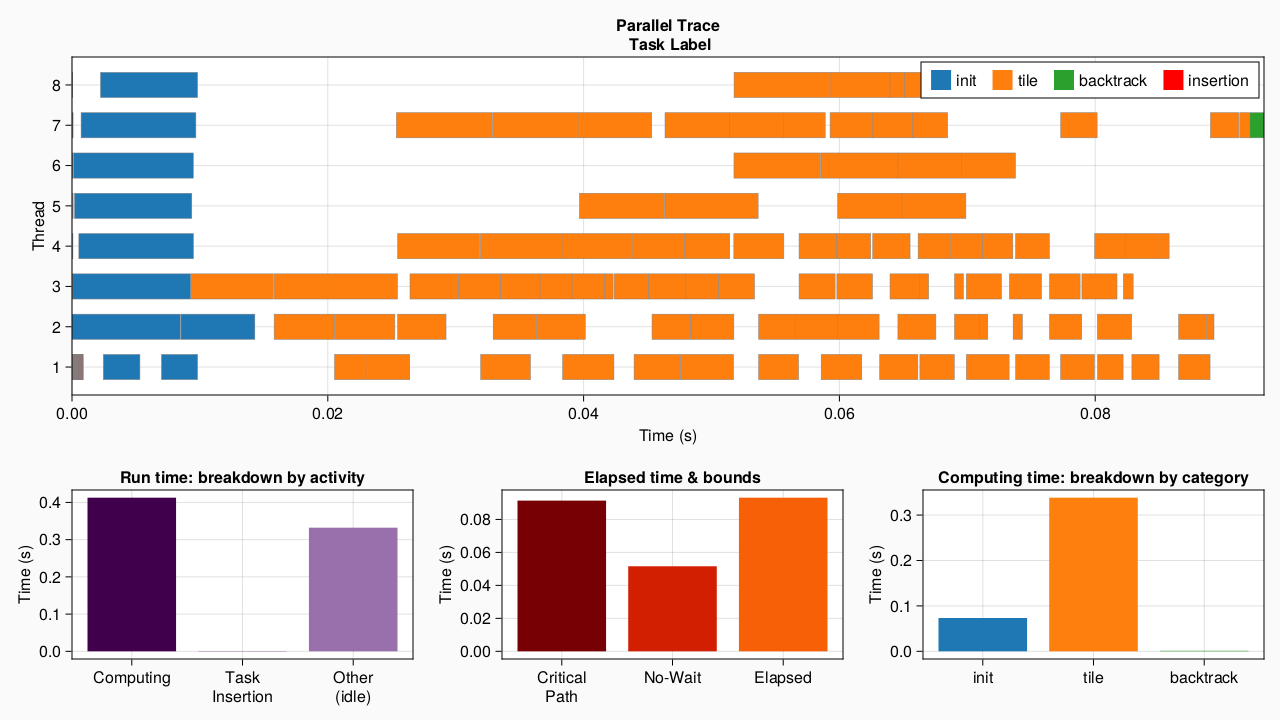 Parallel Trace
Task Label
init tile backtrack insertion
8
7
6
5
4
3
2
1
Thread
0.00 0.02 0.04 0.06 0.08
Time (s)
Run time: breakdown by activity
0.4
0.3
0.2
0.1
0.0
Time (s)
Computing Task Insertion Other (idle)
Elapsed time & bounds
0.08
0.06
0.04
0.02
0.00
Time (s)
Critical Path No-Wait Elapsed
Computing time: breakdown by category
0.3
0.2
0.1
0.0
Time (s)
init tile backtrack